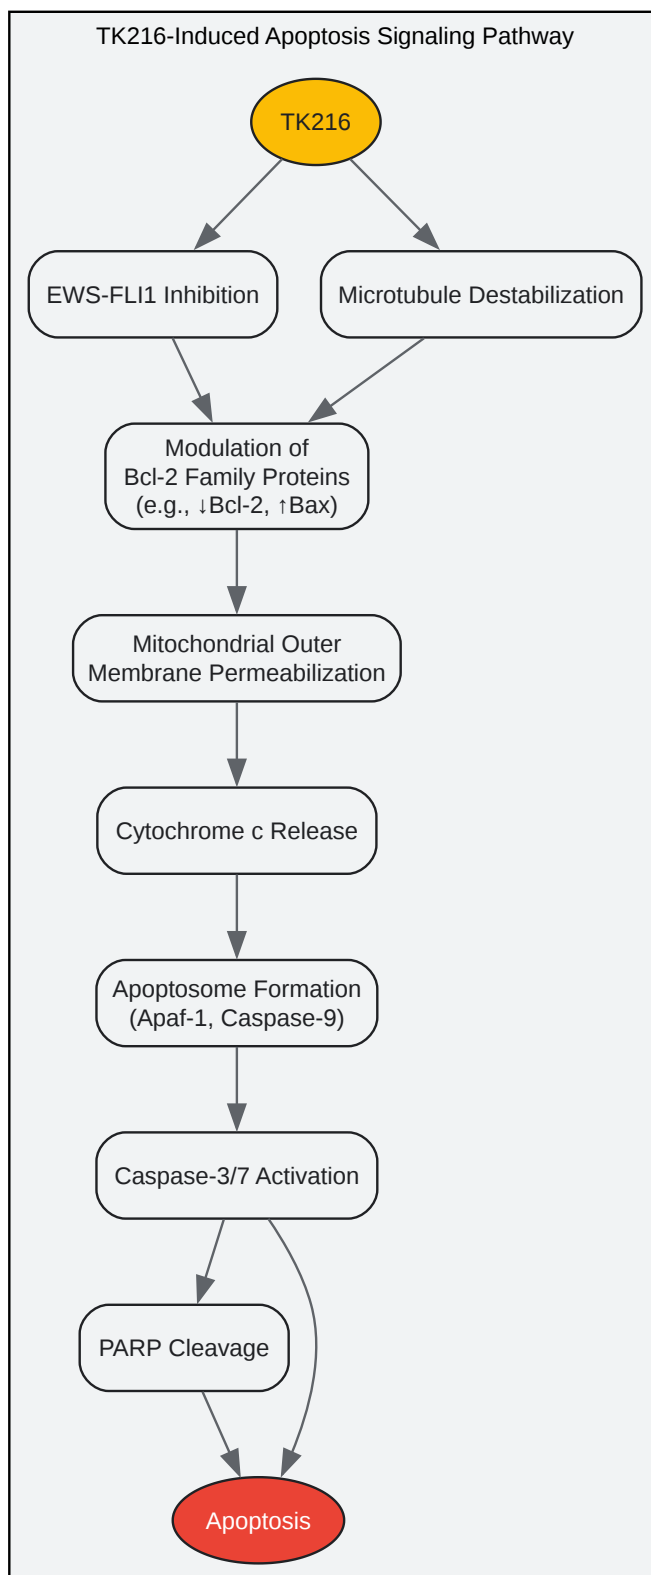 TK216-Induced Apoptosis Signaling Pathway
TK216
EWS-FLI1 Inhibition
Microtubule Destabilization
Modulation of
Bcl-2 Family Proteins
(e.g., ↓Bcl-2, ↑Bax)
Mitochondrial Outer
Membrane Permeabilization
Cytochrome c Release
Apoptosome Formation
(Apaf-1, Caspase-9)
Caspase-3/7 Activation
PARP Cleavage
Apoptosis